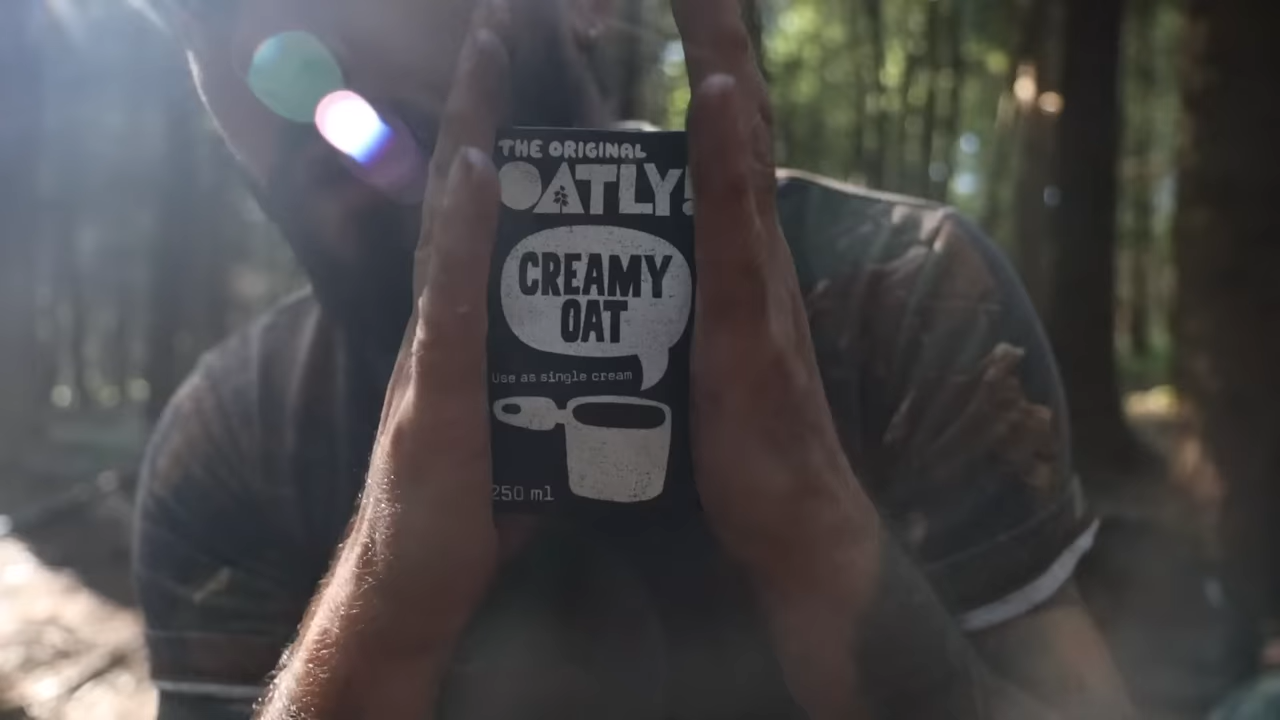 THE ORIGINAL
OATLY!
CREAMY
OAT
Use as single cream
250 ml